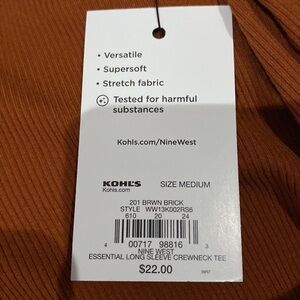 • Versatile
• Supersoft
• Stretch fabric
Tested for harmful
substances
Kohls.com/NineWest
KOHL'S SIZE MEDIUM
Kohls.com
201 BRWN BRICK
STYLE WW13K002RS6
610 20 24
4 00717 98816 3
NINE WEST
ESSENTIAL LONG SLEEVE CREWNECK TEE
$22.00